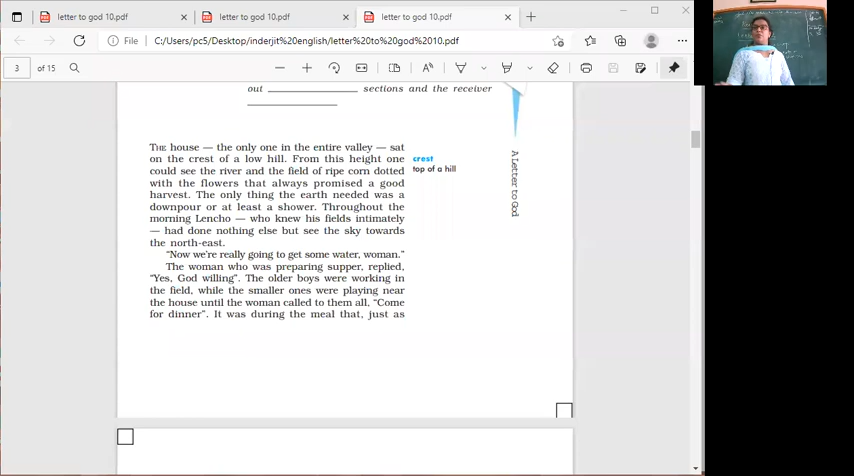 letter to god 10.pdf
letter to god 10.pdf
letter to god 10.pdf
File
C:/Users/pc5/Desktop/inderjit%20english/letter%20to%20god%2010.pdf
3 of 15
out ________________ sections and the receiver
________________
THE house — the only one in the entire valley — sat
on the crest of a low hill. From this height one
could see the river and the field of ripe corn dotted
with the flowers that always promised a good
harvest. The only thing the earth needed was a
downpour or at least a shower. Throughout the
morning Lencho — who knew his fields intimately
— had done nothing else but see the sky towards
the north-east.
“Now we're really going to get some water, woman.”
The woman who was preparing supper, replied,
“Yes, God willing”. The older boys were working in
the field, while the smaller ones were playing near
the house until the woman called to them all, “Come
for dinner”. It was during the meal that, just as
crest
top of a hill
A Letter to God